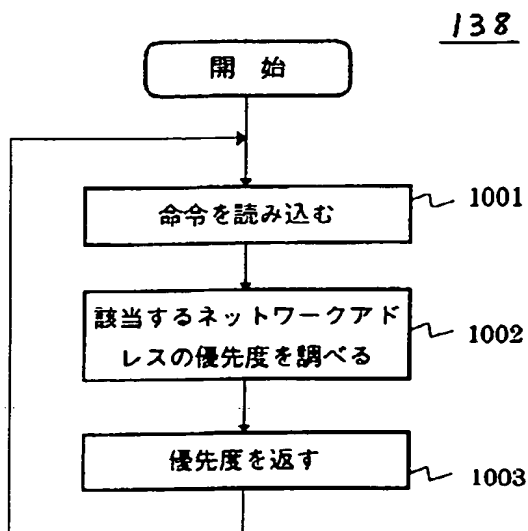 138
開 始
命令を読み込む
1001
該当するネットワークアド
レスの優先度を調べる
1002
優先度を返す
1003